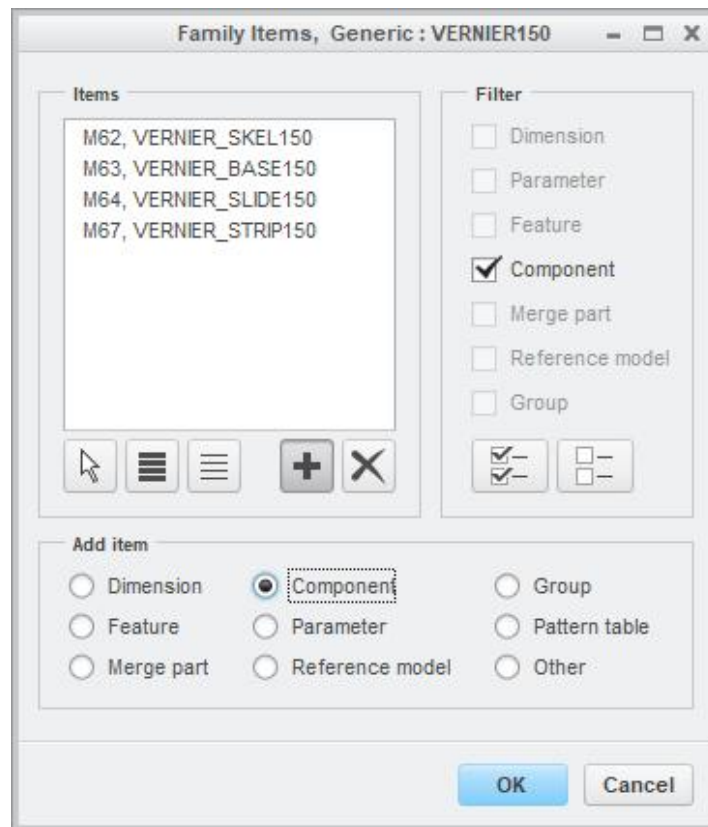 Family Items, Generic : VERNIER150
Items
M62, VERNIER_SKEL150
M63, VERNIER_BASE150
M64, VERNIER_SLIDE150
M67, VERNIER_STRIP150
Filter
Dimension
Parameter
Feature
Component
Merge part
Reference model
Group
Add item
Dimension Component Group
Feature Parameter Pattern table
Merge part Reference model Other
OK Cancel